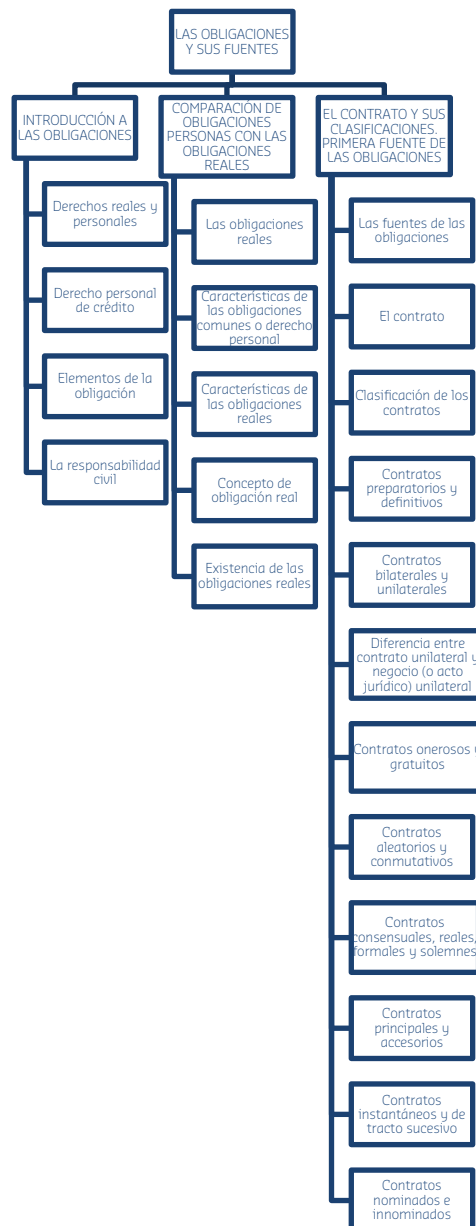 LAS OBLIGACIONES
Y SUS FUENTES
INTRODUCCIÓN A
LAS OBLIGACIONES
Derechos reales y
personales
Derecho personal
de crédito
Elementos de la
obligación
La responsabilidad
civil
COMPARACIÓN DE
OBLIGACIONES
PERSONAS CON LAS
OBLIGACIONES
REALES
Las obligaciones
reales
Características de
las obligaciones
comunes o derecho
personal
Características de
las obligaciones
reales
Concepto de
obligación real
Existencia de las
obligaciones reales
EL CONTRATO Y SUS
CLASIFICACIONES.
PRIMERA FUENTE DE
LAS OBLIGACIONES
Las fuentes de las
obligaciones
El contrato
Clasificación de los
contratos
Contratos
preparatorios y
definitivos
Contratos
bilaterales y
unilaterales
Diferencia entre
contrato unilateral y
negocio (o acto
jurídico) unilateral
Contratos onerosos y
gratuitos
Contratos
aleatorios y
conmutativos
Contratos
consensuales, reales,
formales y solemnes
Contratos
principales y
accesorios
Contratos
instantáneos y de
tracto sucesivo
Contratos
nominados e
innominados